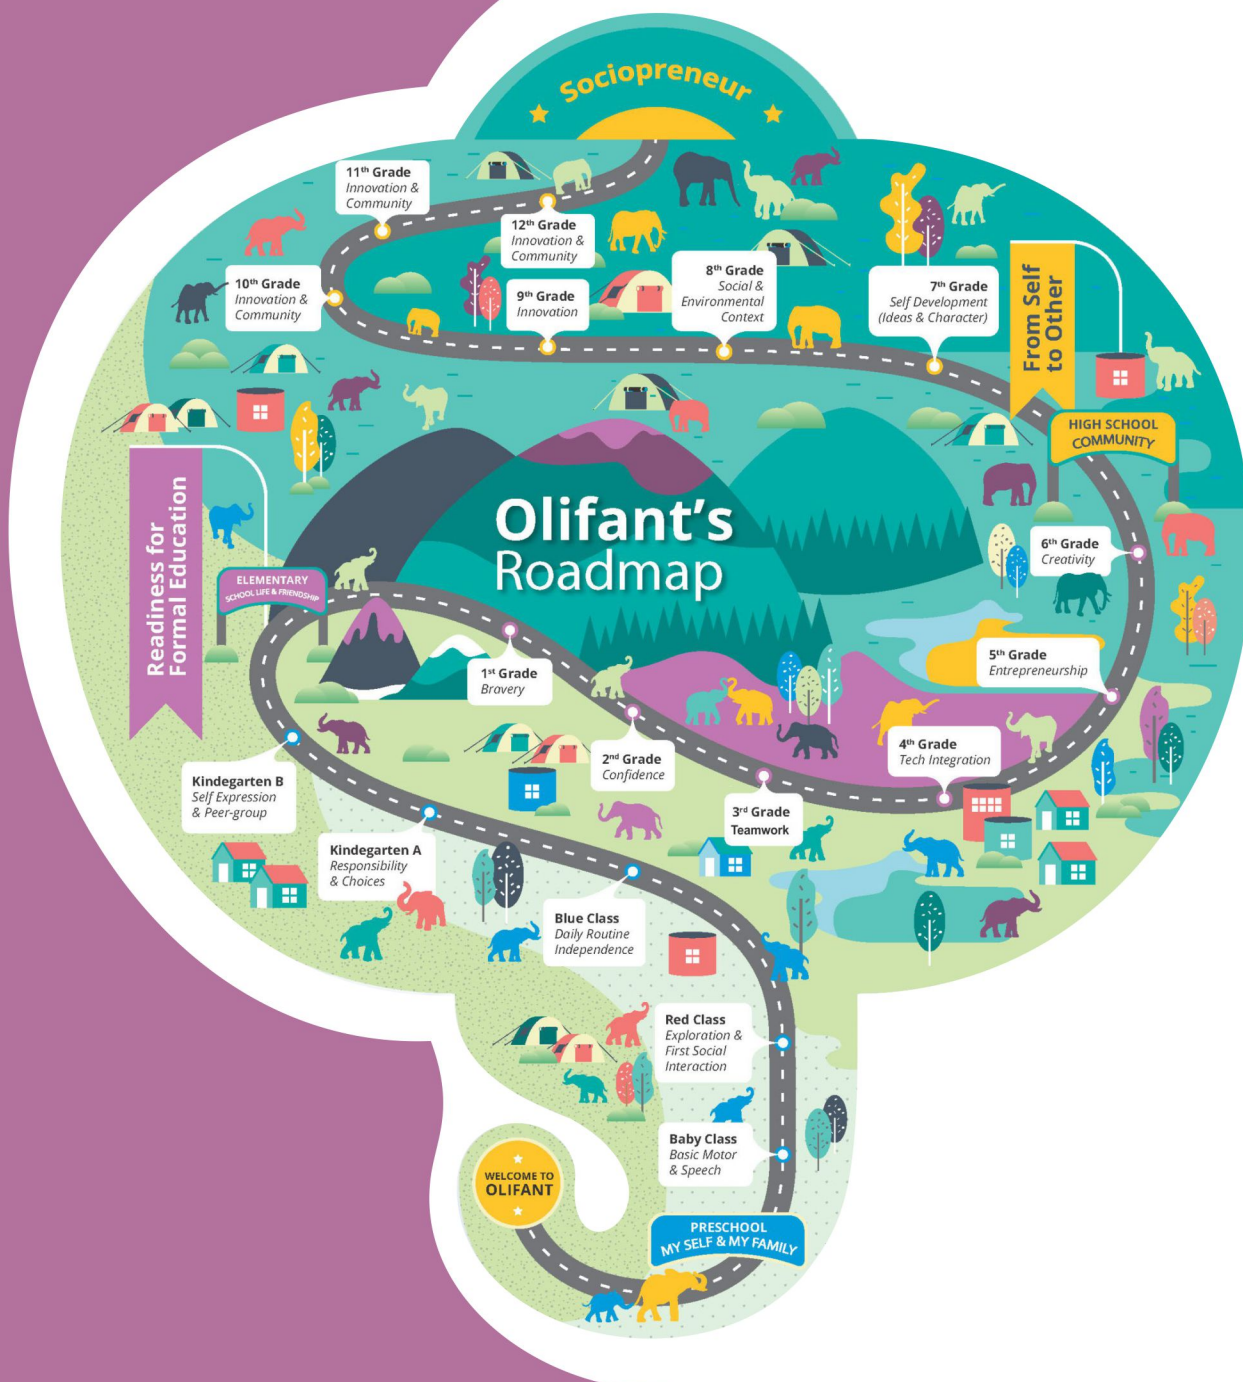 Sociopreneur
11th Grade
Innovation &
Community
12th Grade
Innovation &
Community
10th Grade
Innovation &
Community
9th Grade
Innovation
8th Grade
Social &
Environmental
Context
7th Grade
Self Development
(Ideas & Character)
From Self
to Other
HIGH SCHOOL
COMMUNITY
Readiness for
Formal Education
Olifant's
Roadmap
6th Grade
Creativity
ELEMENTARY
SCHOOL LIFE & FRIENDSHIP
5th Grade
Entrepreneurship
1st Grade
Bravery
4th Grade
Tech Integration
2nd Grade
Confidence
3rd Grade
Teamwork
Kindegarten B
Self Expression
& Peer-group
Kindegarten A
Responsibility
& Choices
Blue Class
Daily Routine
Independence
Red Class
Exploration &
First Social
Interaction
Baby Class
Basic Motor
& Speech
WELCOME TO
OLIFANT
PRESCHOOL
MY SELF & MY FAMILY